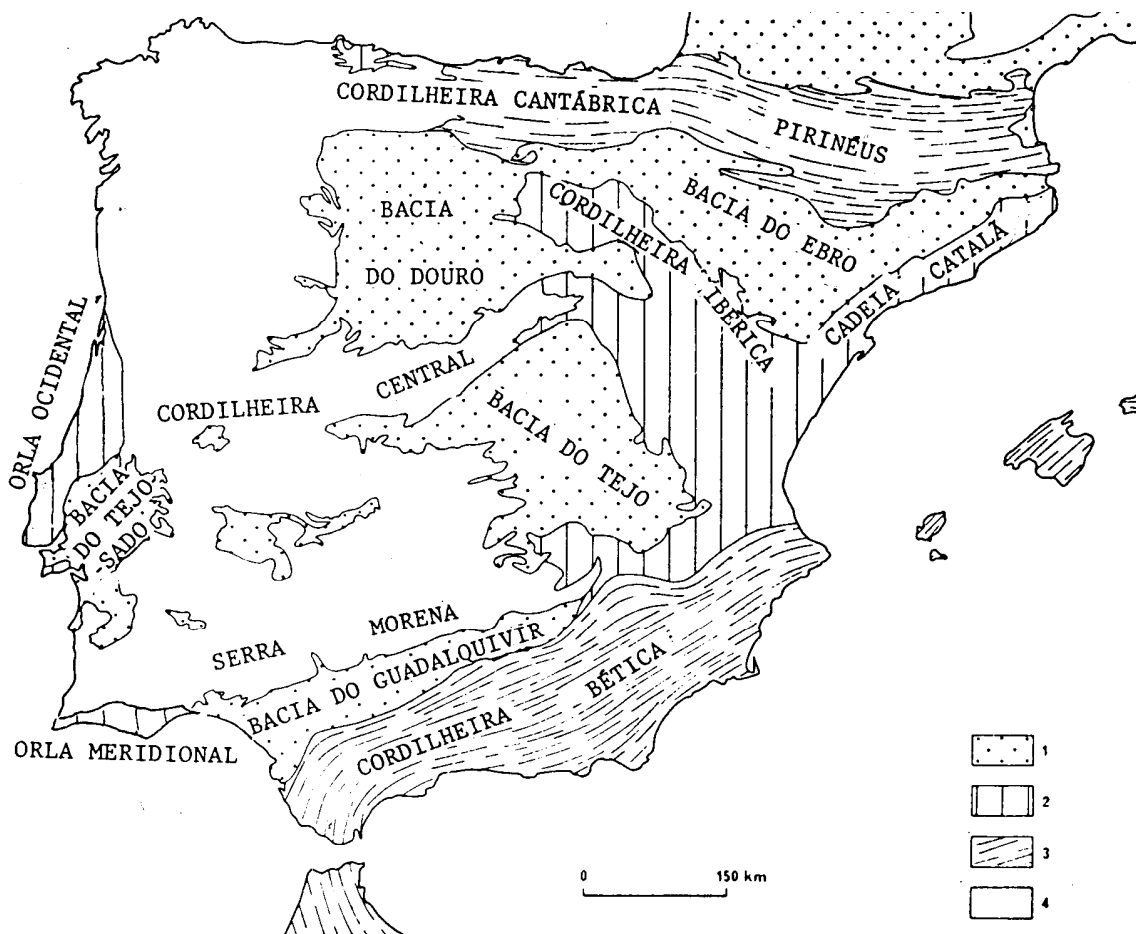 CORDILHEIRA CANTÁBRICA
PIRINÉUS
BACIA
DO DOURO
CORDILHEIRA IBÉRICA
BACIA DO EBRO
CADEIA CATALÃ
ORLA OCIDENTAL
CORDILHEIRA CENTRAL
BACIA DO TEJO
BACIA
DO TEJO
SADO
SERRA MORENA
BACIA DO GUADALQUIVIR
CORDILHEIRA BÉTICA
ORLA MERIDIONAL
1
2
3
4
0 150 km